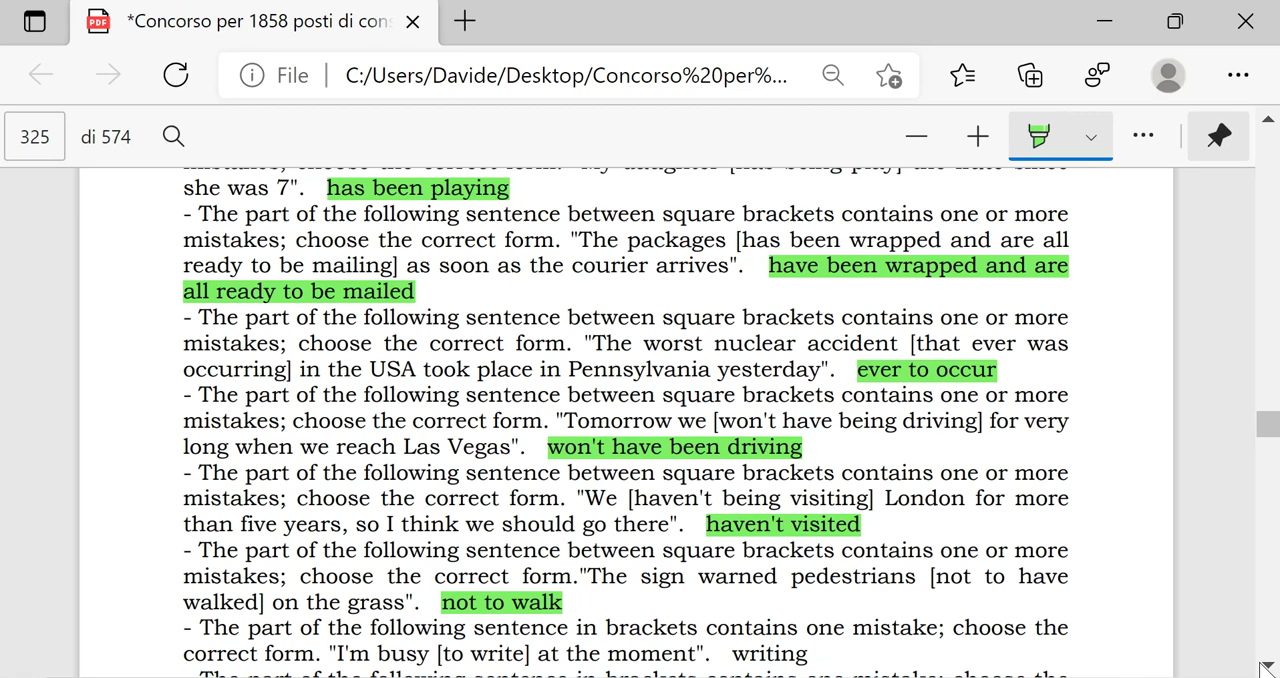 *Concorso per 1858 posti di con
File
C:/Users/Davide/Desktop/Concorso%20per%...
325
di 574
she was 7". has been playing
- The part of the following sentence between square brackets contains one or more
mistakes; choose the correct form. "The packages [has been wrapped and are all
ready to be mailing] as soon as the courier arrives". have been wrapped and are
all ready to be mailed
- The part of the following sentence between square brackets contains one or more
mistakes; choose the correct form. "The worst nuclear accident [that ever was
occurring] in the USA took place in Pennsylvania yesterday". ever to occur
- The part of the following sentence between square brackets contains one or more
mistakes; choose the correct form. "Tomorrow we [won't have being driving] for very
long when we reach Las Vegas". won't have been driving
- The part of the following sentence between square brackets contains one or more
mistakes; choose the correct form. "We [haven't being visiting] London for more
than five years, so I think we should go there". haven't visited
- The part of the following sentence between square brackets contains one or more
mistakes; choose the correct form."The sign warned pedestrians [not to have
walked] on the grass". not to walk
- The part of the following sentence in brackets contains one mistake; choose the
correct form. "I'm busy [to write] at the moment". writing